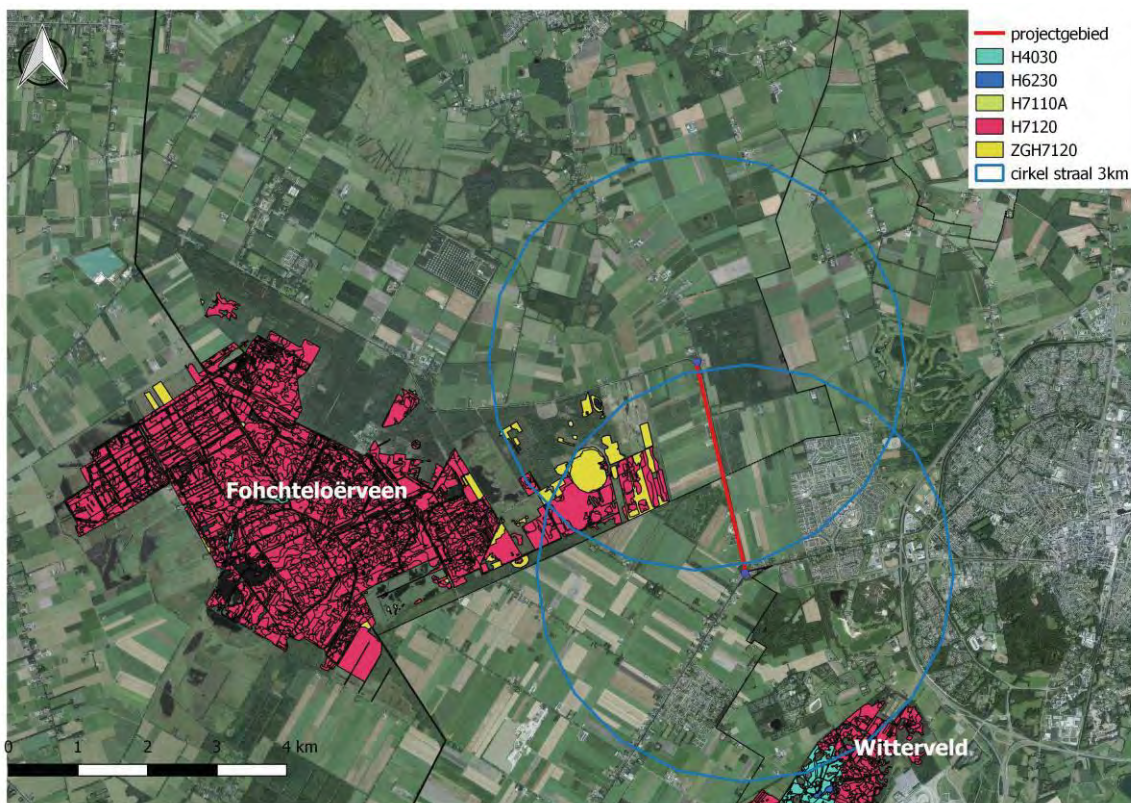 projectgebied
H4030
H6230
H7110A
H7120
ZGH7120
cirkel straal 3km
Fohchteloërveen
Witterveld
0 1 2 3 4 km